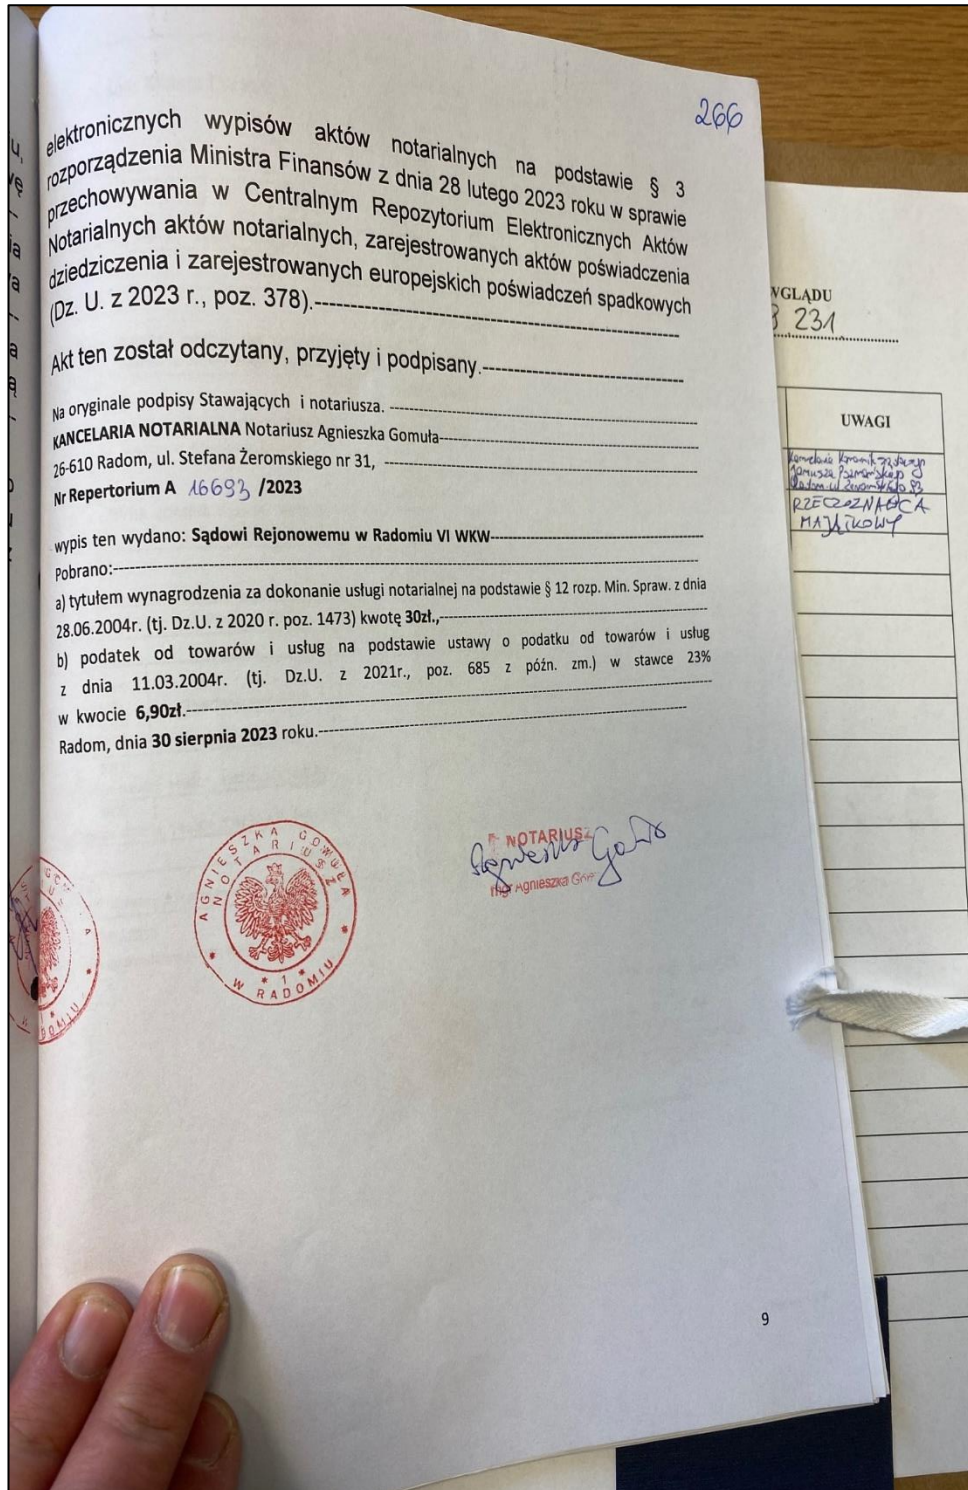 266
elektronicznych wypisów aktów notarialnych na podstawie § 3
rozporządzenia Ministra Finansów z dnia 28 lutego 2023 roku w sprawie
przechowywania w Centralnym Repozytorium Elektronicznych Aktów
Notarialnych aktów notarialnych, zarejestrowanych aktów poświadczenia
dziedziczenia i zarejestrowanych europejskich poświadczeń spadkowych
(Dz. U. z 2023 r., poz. 378).
Akt ten został odczytany, przyjęty i podpisany.
Na oryginale podpisy Stawających i notariusza.
KANCELARIA NOTARIALNA Notariusz Agnieszka Gomuła
26-610 Radom, ul. Stefana Żeromskiego nr 31,
Nr Repertorium A 16693 /2023
wypis ten wydano: Sądowi Rejonowemu w Radomiu VI WKW
Pobrano:
a) tytułem wynagrodzenia za dokonanie usługi notarialnej na podstawie § 12 rozp. Min. Spraw. z dnia
28.06.2004r. (tj. Dz.U. z 2020 r. poz. 1473) kwotę 30zł.,
b) podatek od towarów i usług na podstawie ustawy o podatku od towarów i usług
z dnia 11.03.2004r. (tj. Dz.U. z 2021r., poz. 685 z późn. zm.) w stawce 23%
w kwocie 6,90zł.
Radom, dnia 30 sierpnia 2023 roku.
AGNIESZKA GOMUŁA
NOTARIUSZ
* 1 *
W RADOMIU
NOTARIUSZ
mgr Agnieszka
9
WGLĄDU
231
UWAGI
RZECZOZNAWCA
MAJĄTKOWY